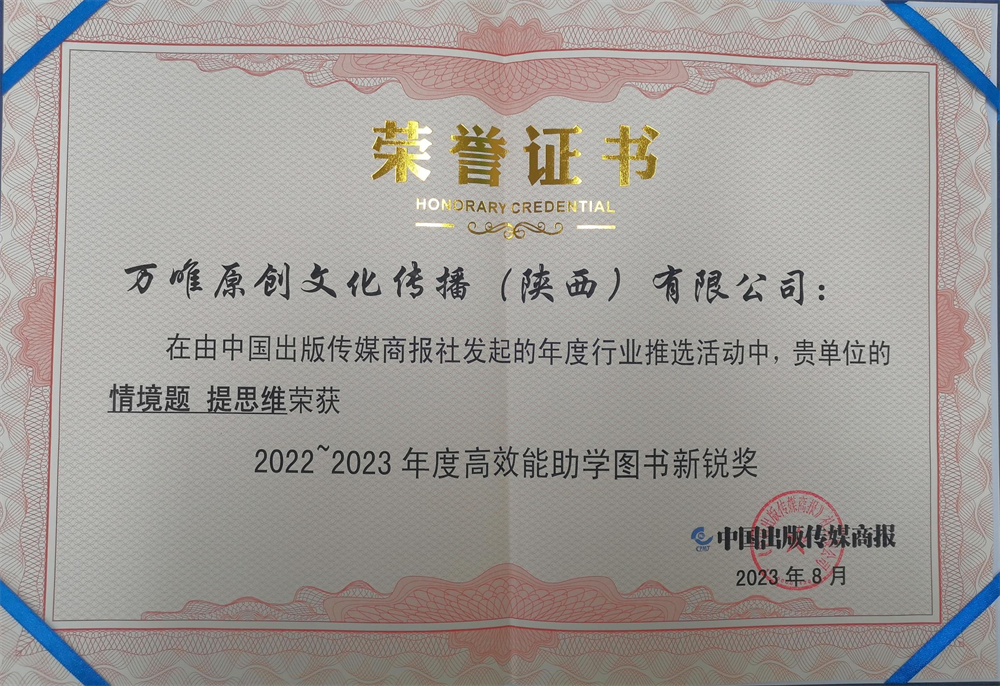 荣誉证书
HONORARY CREDENTIAL
万唯原创文化传播（陕西）有限公司：
在由中国出版传媒商报社发起的年度行业推选活动中，贵单位的
情境题 提思维荣获
2022~2023 年度高效能助学图书新锐奖
中国出版传媒商报
2023 年 8 月